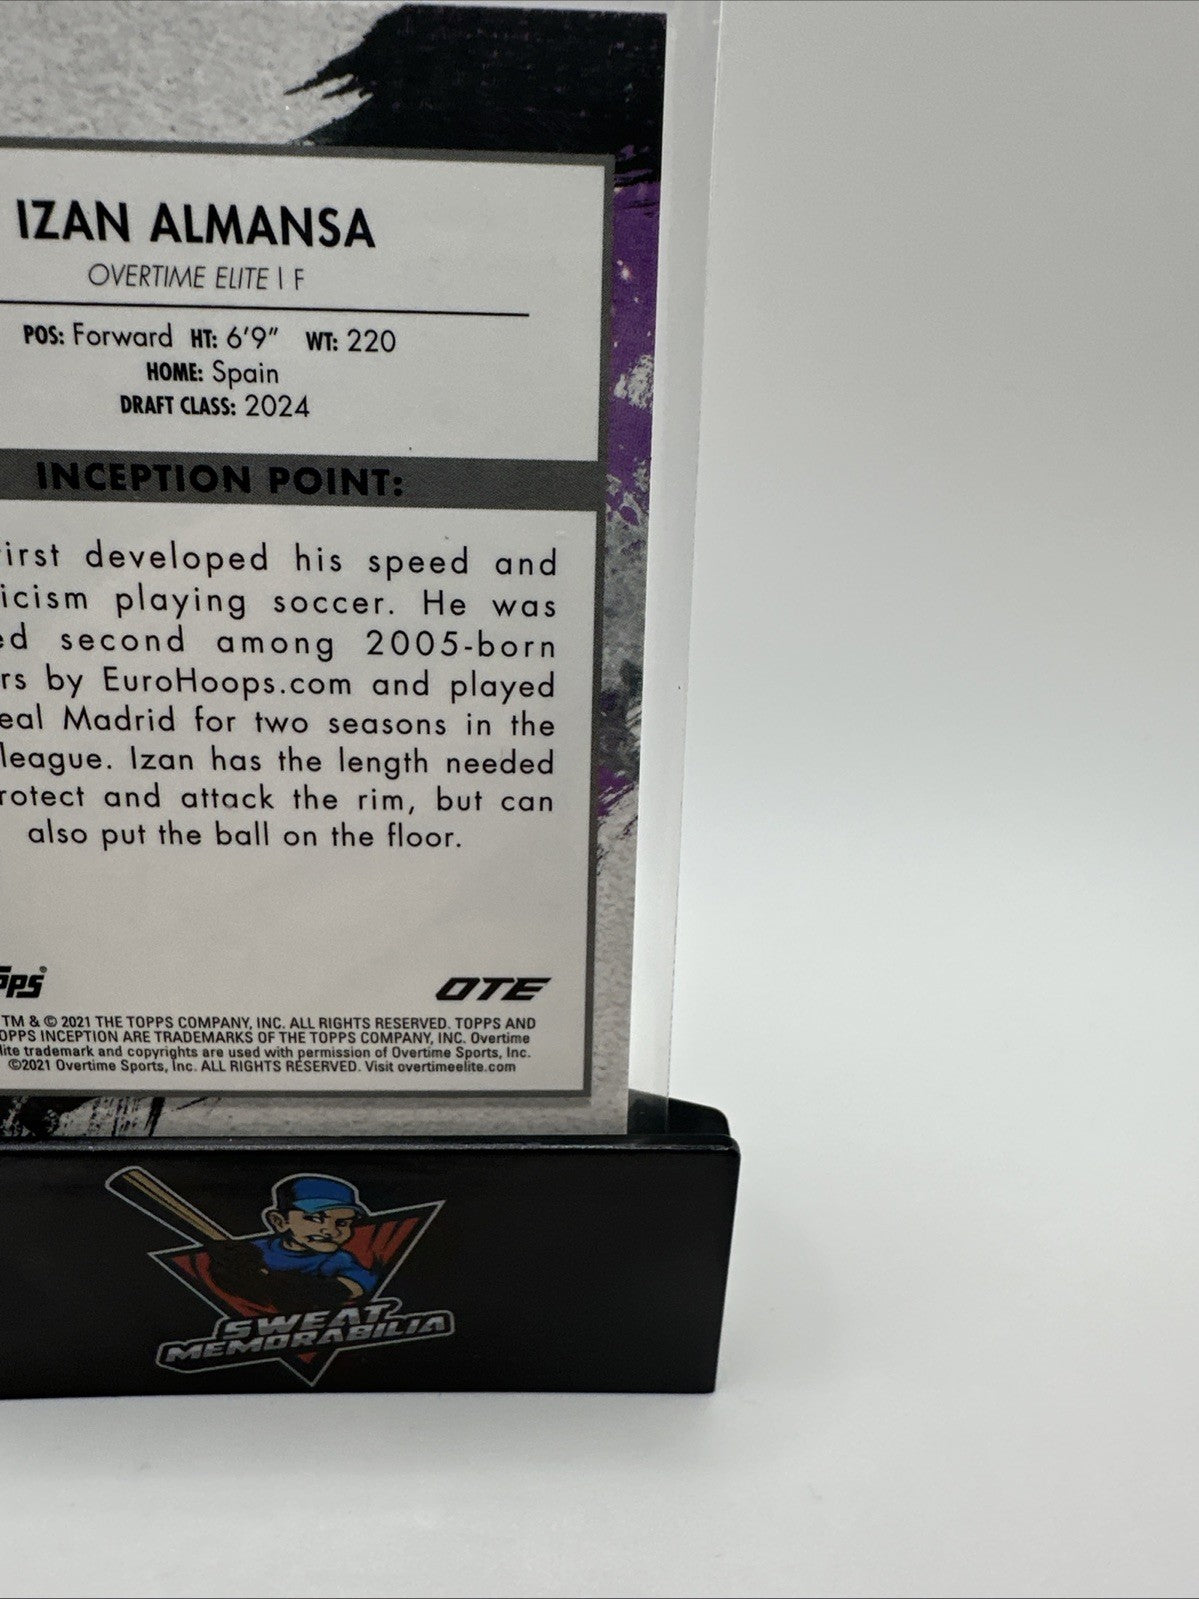 IZAN ALMANSA
OVERTIME ELITE | F
POS: Forward HT: 6'9" WT: 220
HOME: Spain
DRAFT CLASS: 2024
INCEPTION POINT:
irst developed his speed and
icism playing soccer. He was
ed second among 2005-born
rs by EuroHoops.com and played
eal Madrid for two seasons in the
league. Izan has the length needed
rotect and attack the rim, but can
also put the ball on the floor.
PPS OTE
TM & © 2021 THE TOPPS COMPANY, INC. ALL RIGHTS RESERVED. TOPPS AND
OPPS INCEPTION ARE TRADEMARKS OF THE TOPPS COMPANY, INC. Overtime
lite trademark and copyrights are used with permission of Overtime Sports, Inc.
©2021 Overtime Sports, Inc. ALL RIGHTS RESERVED. Visit overtimeelite.com
SWEAT
MEMORABILIA